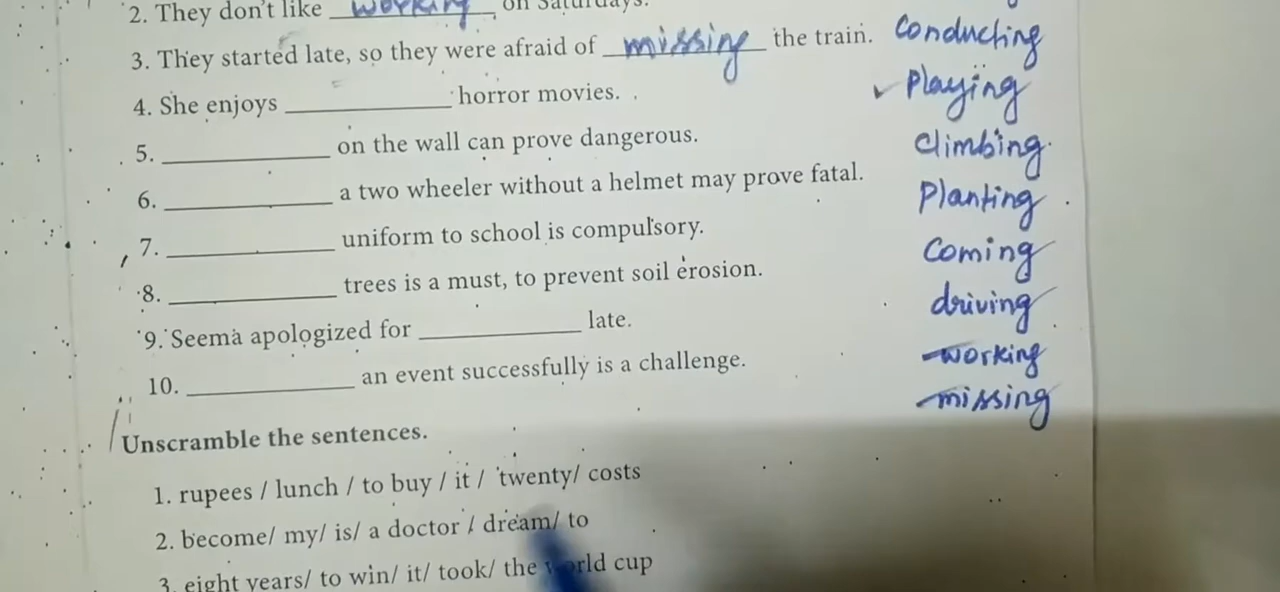 2. They don't like working, on Saturdays.
3. They started late, so they were afraid of missing the train.
4. She enjoys ____________ horror movies.
5. ____________ on the wall can prove dangerous.
6. ____________ a two wheeler without a helmet may prove fatal.
7. ____________ uniform to school is compulsory.
8. ____________ trees is a must, to prevent soil erosion.
9. Seema apologized for ____________ late.
10. ____________ an event successfully is a challenge.
conducting
✓ Playing
climbing
Planting
coming
driving
working
missing
Unscramble the sentences.
1. rupees / lunch / to buy / it / twenty/ costs
2. become/ my/ is/ a doctor / dream/ to
3. eight years/ to win/ it/ took/ the world cup